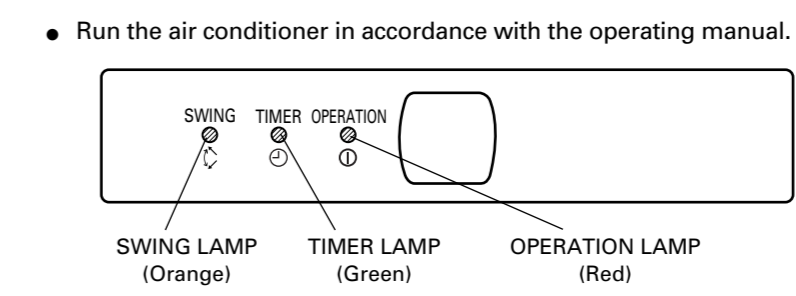 ● Run the air conditioner in accordance with the operating manual.
SWING TIMER OPERATION
SWING LAMP TIMER LAMP OPERATION LAMP
(Orange) (Green) (Red)